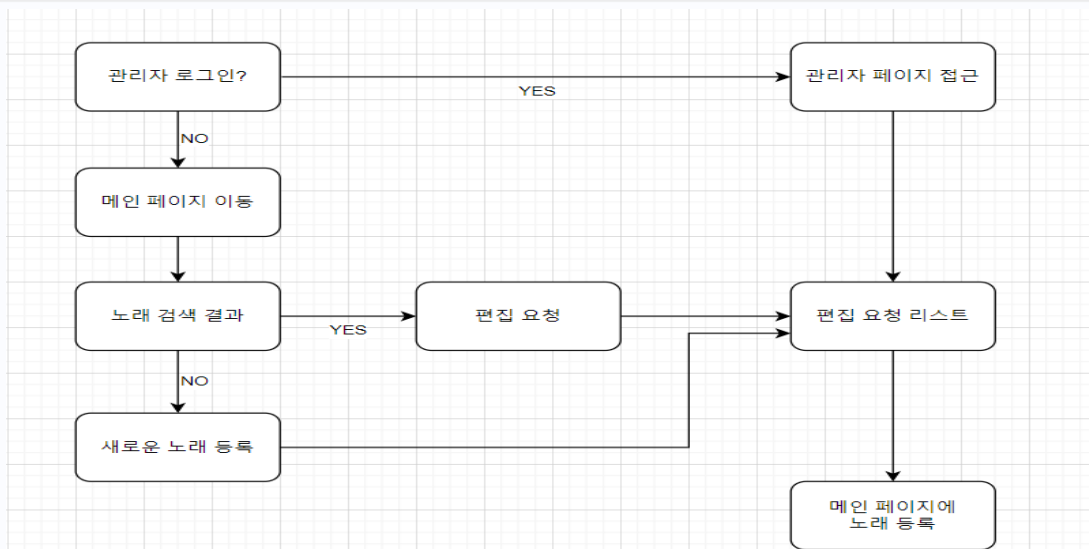 관리자 로그인?
YES
관리자 페이지 접근
NO
메인 페이지 이동
노래 검색 결과
YES
편집 요청
편집 요청 리스트
NO
새로운 노래 등록
메인 페이지에
노래 등록